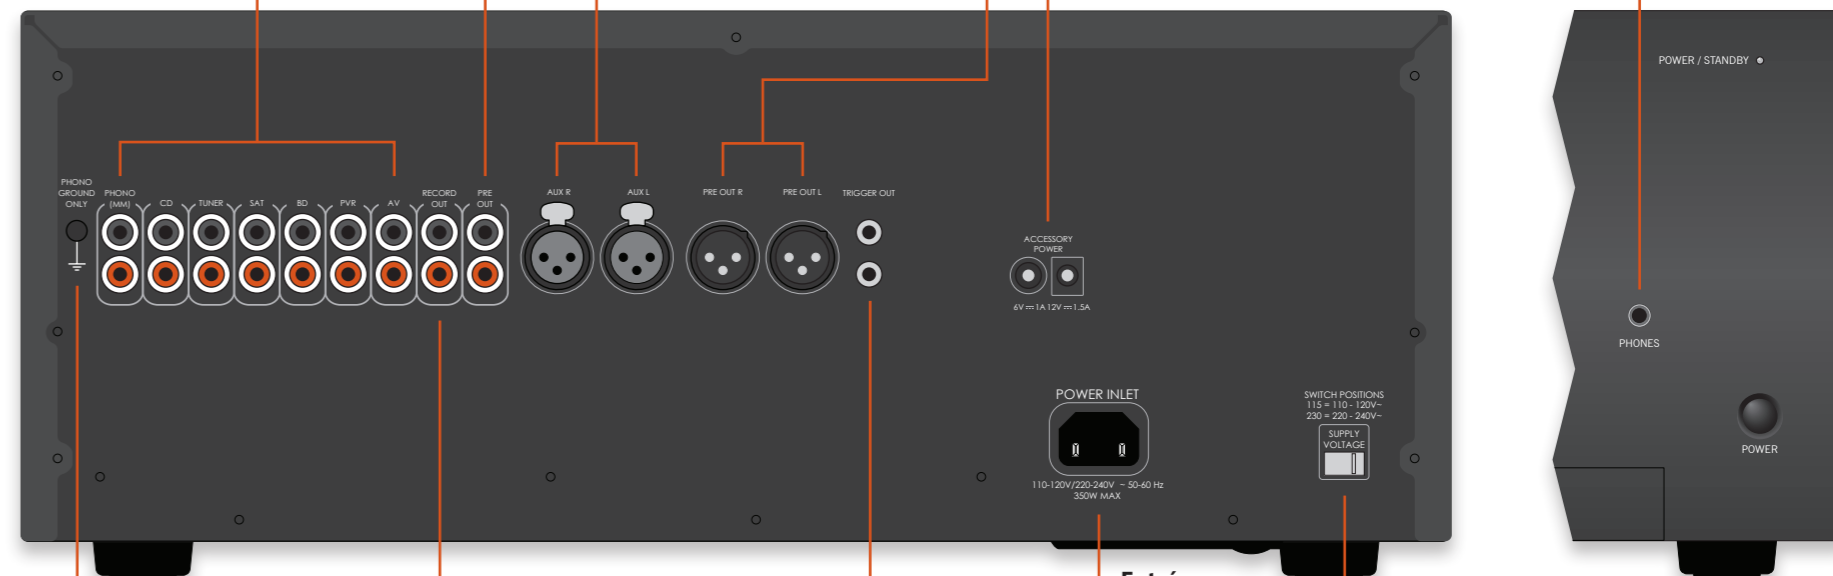 POWER / STANDBY
PHONO
GROUND
ONLY
PHONO
(MM)
CD
TUNER
SAT
BD
PVR
AV
RECORD
OUT
PRE
OUT
AUX R
AUX L
PRE OUT R
PRE OUT L
TRIGGER OUT
ACCESSORY
POWER
6V ⎓ 1A 12V ⎓ 1.5A
PHONES
POWER INLET
110-120V/220-240V ~ 50-60 Hz
350W MAX
SWITCH POSITIONS
115 = 110 - 120V~
230 = 220 - 240V~
SUPPLY
VOLTAGE
POWER